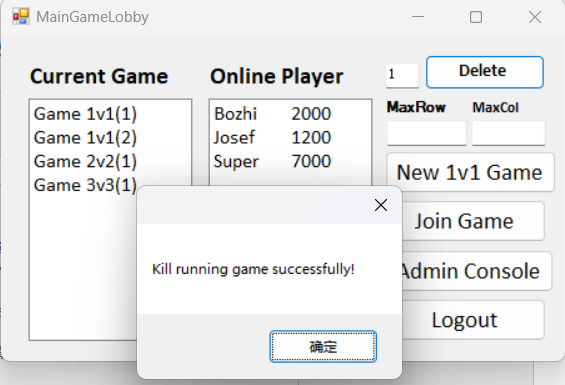 MainGameLobby
Current Game
Online Player
1
Delete
MaxRow
MaxCol
Game 1v1(1)
Game 1v1(2)
Game 2v2(1)
Game 3v3(1)
Bozhi 2000
Josef 1200
Super 7000
New 1v1 Game
Join Game
Admin Console
Logout
Kill running game successfully!
确定